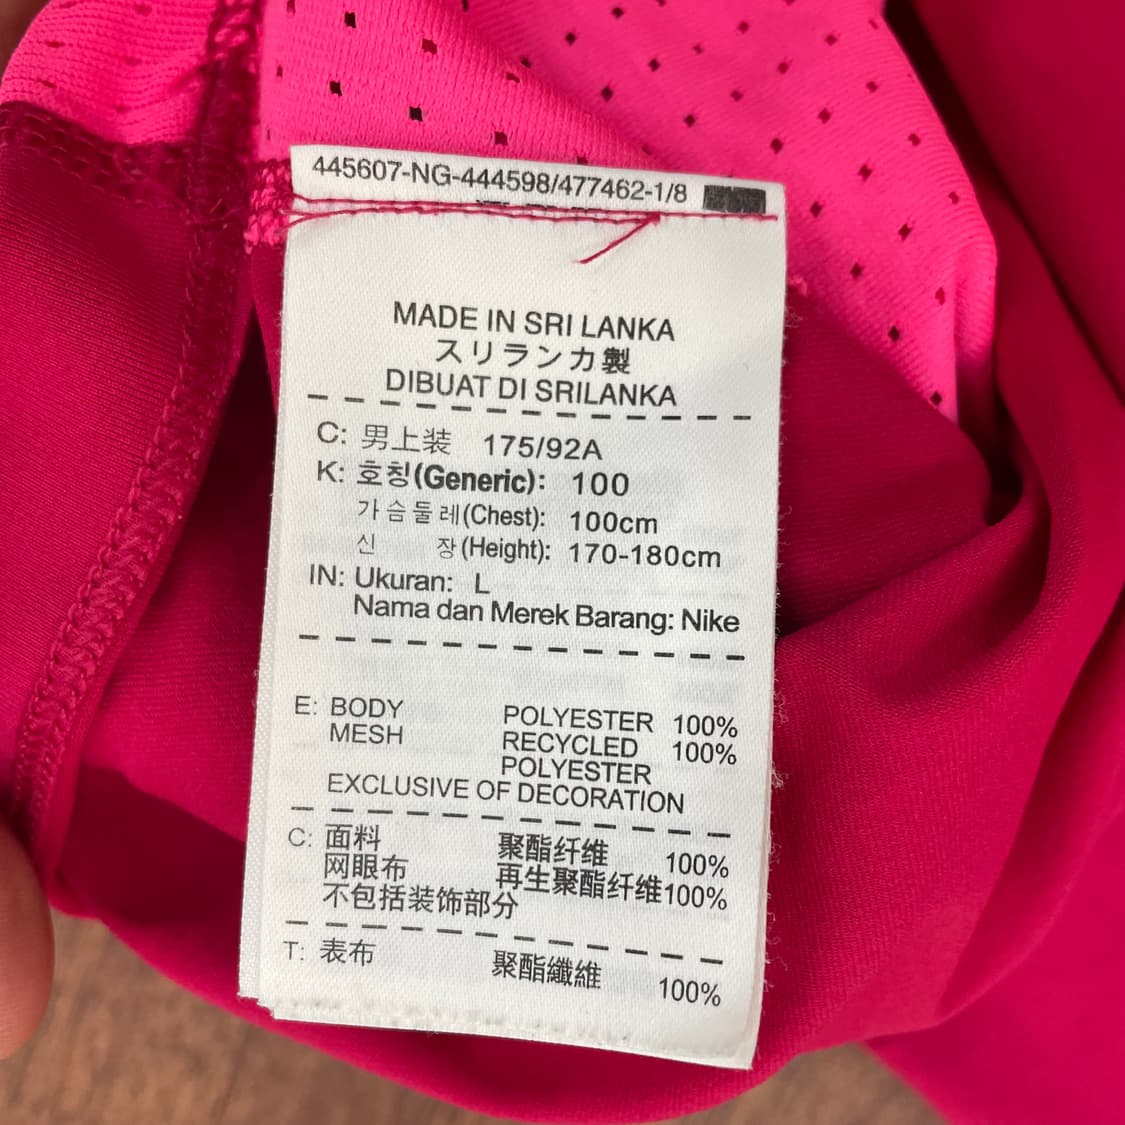 445607-NG-444598/477462-1/8
MADE IN SRI LANKA
スリランカ製
DIBUAT DI SRILANKA
C: 男上装 175/92A
K: 호칭(Generic): 100
가슴둘레(Chest): 100cm
신 장(Height): 170-180cm
IN: Ukuran: L
Nama dan Merek Barang: Nike
E: BODY POLYESTER 100%
MESH RECYCLED 100%
POLYESTER
EXCLUSIVE OF DECORATION
C: 面料 聚酯纤维 100%
网眼布 再生聚酯纤维100%
不包括装饰部分
T: 表布 聚酯纖維 100%